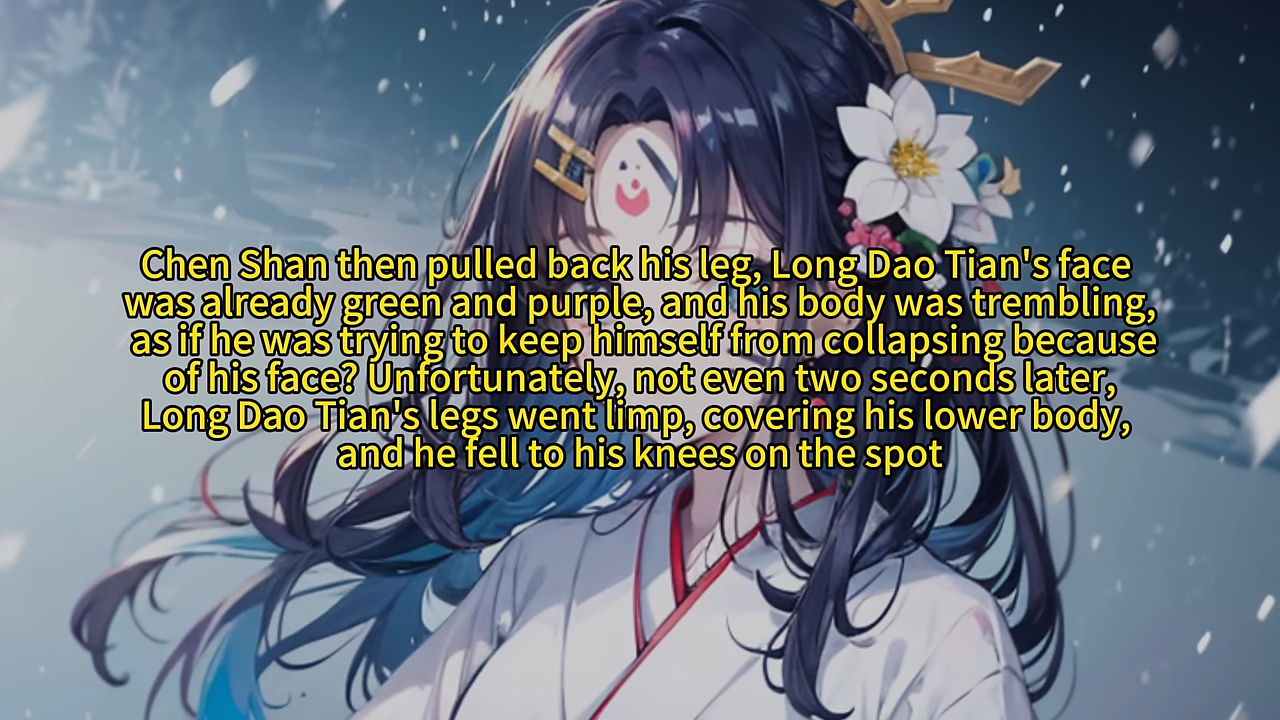 Chen Shan then pulled back his leg, Long Dao Tian's face
was already green and purple, and his body was trembling,
as if he was trying to keep himself from collapsing because
of his face? Unfortunately, not even two seconds later,
Long Dao Tian's legs went limp, covering his lower body,
and he fell to his knees on the spot